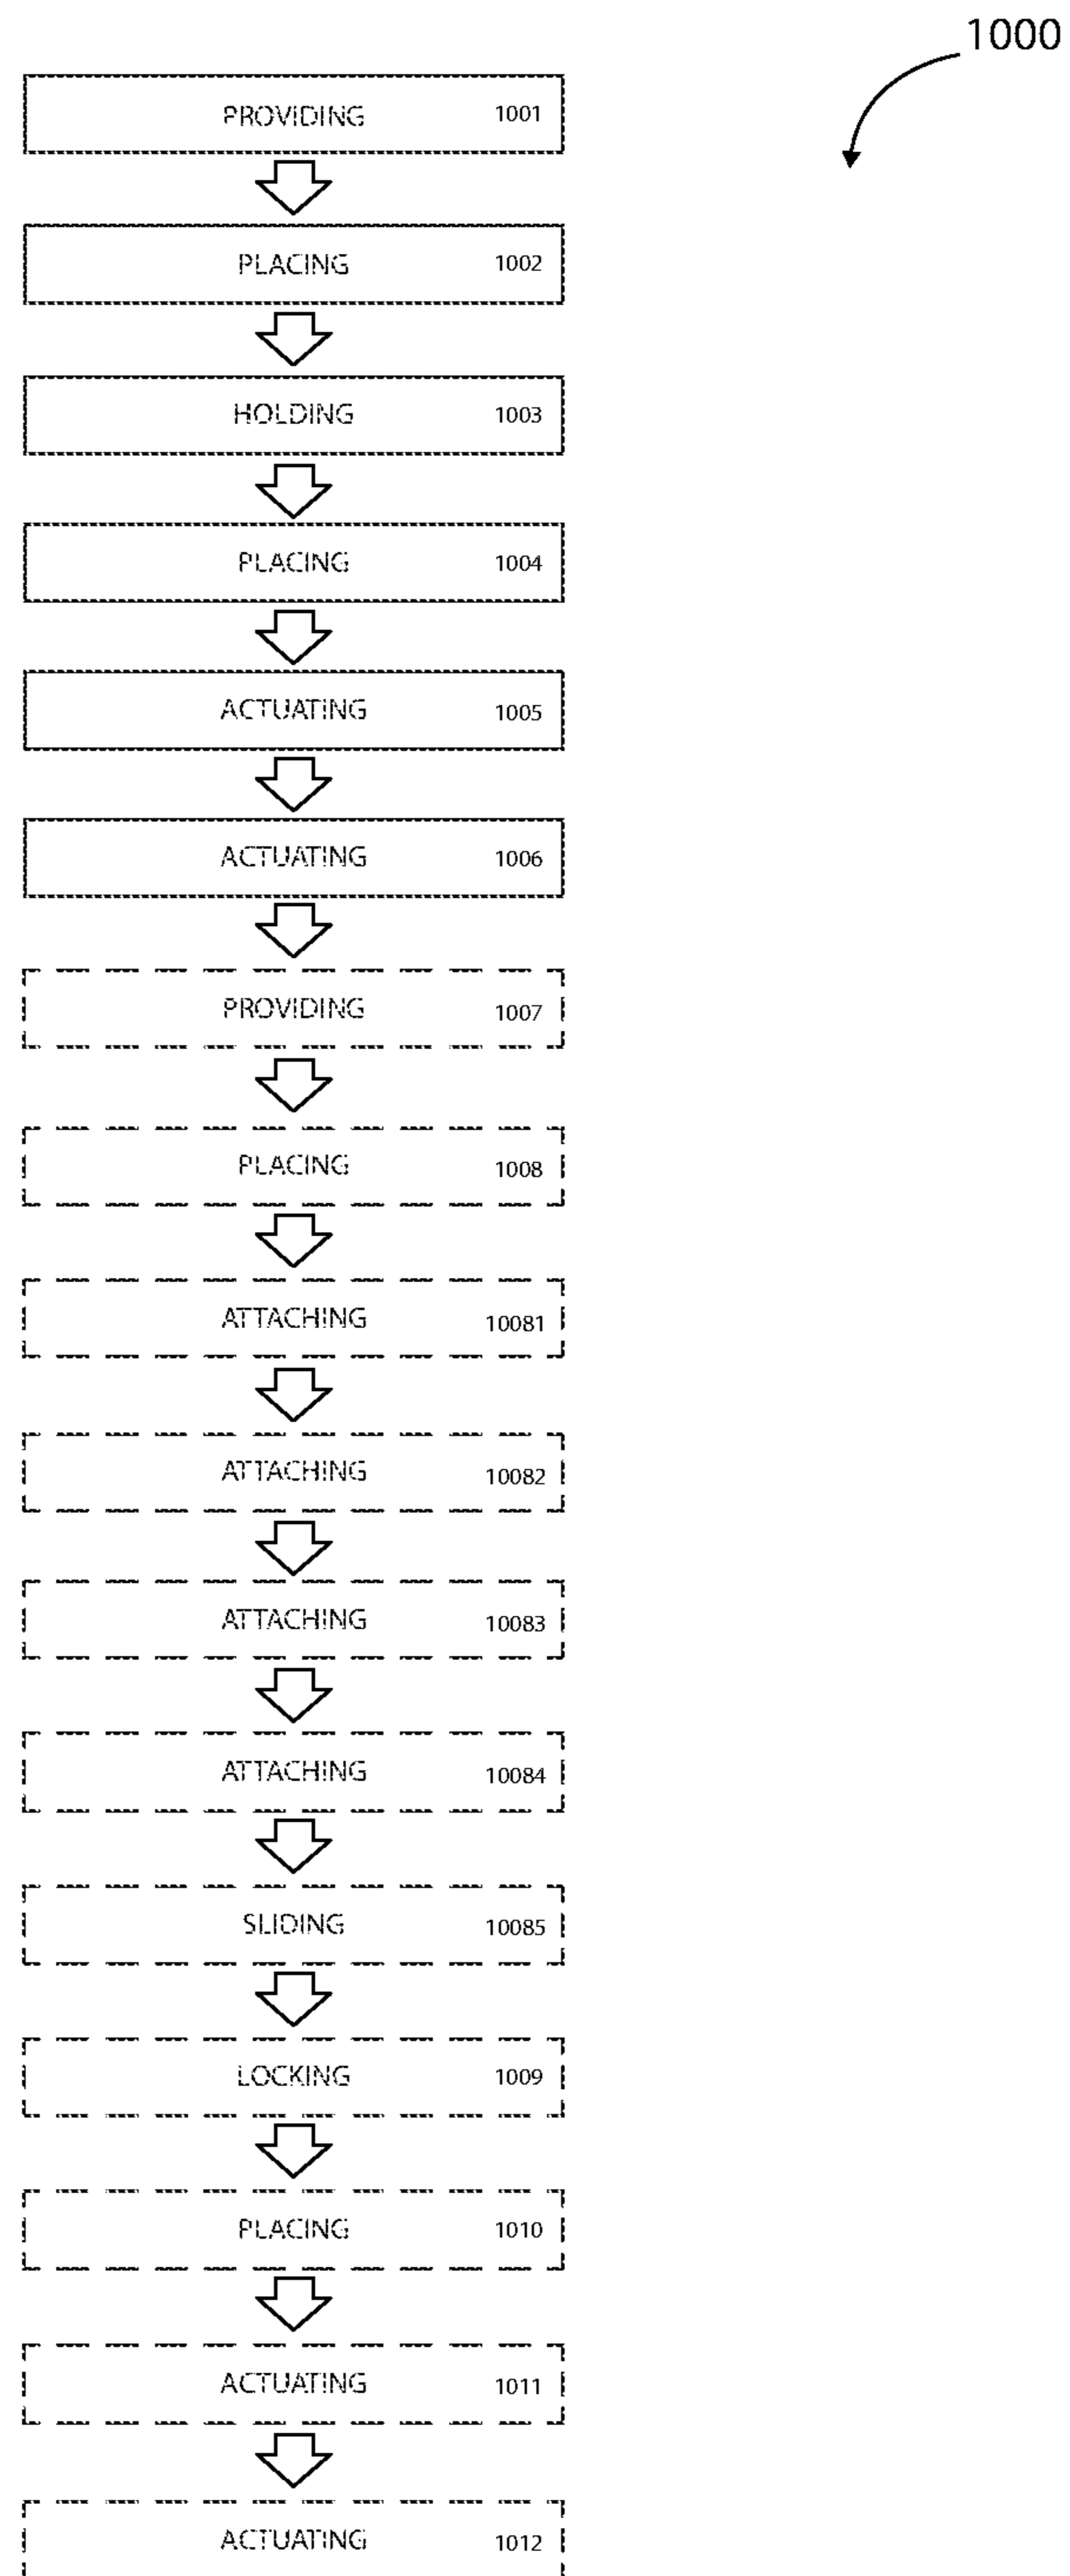 1000
PROVIDING 1001
PLACING 1002
HOLDING 1003
PLACING 1004
ACTUATING 1005
ACTUATING 1006
PROVIDING 1007
PLACING 1008
ATTACHING 10081
ATTACHING 10082
ATTACHING 10083
ATTACHING 10084
SLIDING 10085
LOCKING 1009
PLACING 1010
ACTUATING 1011
ACTUATING 1012